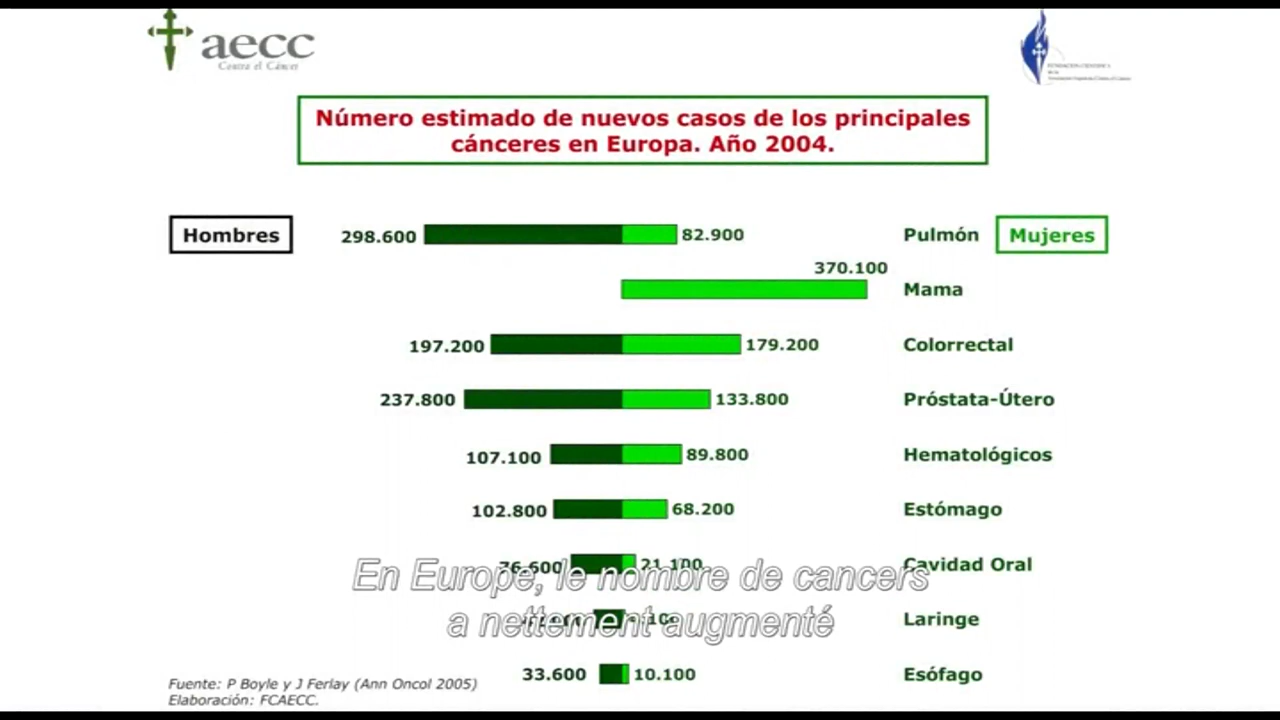 aecc
Contra el Cáncer
Número estimado de nuevos casos de los principales
cánceres en Europa. Año 2004.
Hombres
Mujeres
298.600 82.900 Pulmón
370.100
Mama
197.200 179.200 Colorrectal
237.800 133.800 Próstata-Útero
107.100 89.800 Hematológicos
102.800 68.200 Estómago
76.600 21.100 Cavidad Oral
Laringe
33.600 10.100 Esófago
En Europe, le nombre de cancers
a nettement augmenté
Fuente: P Boyle y J Ferlay (Ann Oncol 2005)
Elaboración: FCAECC.